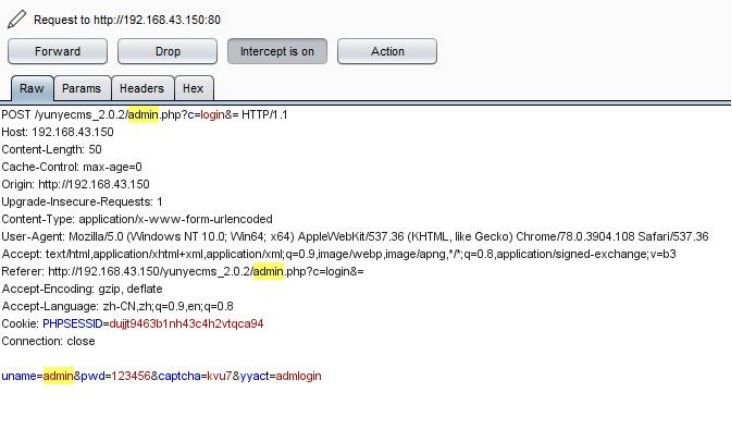 Request to http://192.168.43.150:80
Forward Drop Intercept is on Action
Raw Params Headers Hex
POST /yunyecms_2.0.2/admin.php?c=login&= HTTP/1.1
Host: 192.168.43.150
Content-Length: 50
Cache-Control: max-age=0
Origin: http://192.168.43.150
Upgrade-Insecure-Requests: 1
Content-Type: application/x-www-form-urlencoded
User-Agent: Mozilla/5.0 (Windows NT 10.0; Win64; x64) AppleWebKit/537.36 (KHTML, like Gecko) Chrome/78.0.3904.108 Safari/537.36
Accept: text/html,application/xhtml+xml,application/xml;q=0.9,image/webp,image/apng,*/*;q=0.8,application/signed-exchange;v=b3
Referer: http://192.168.43.150/yunyecms_2.0.2/admin.php?c=login&=
Accept-Encoding: gzip, deflate
Accept-Language: zh-CN,zh;q=0.9,en;q=0.8
Cookie: PHPSESSID=dujjt9463b1nh43c4h2vtqca94
Connection: close
uname=admin&pwd=123456&captcha=kvu7&yyact=admlogin